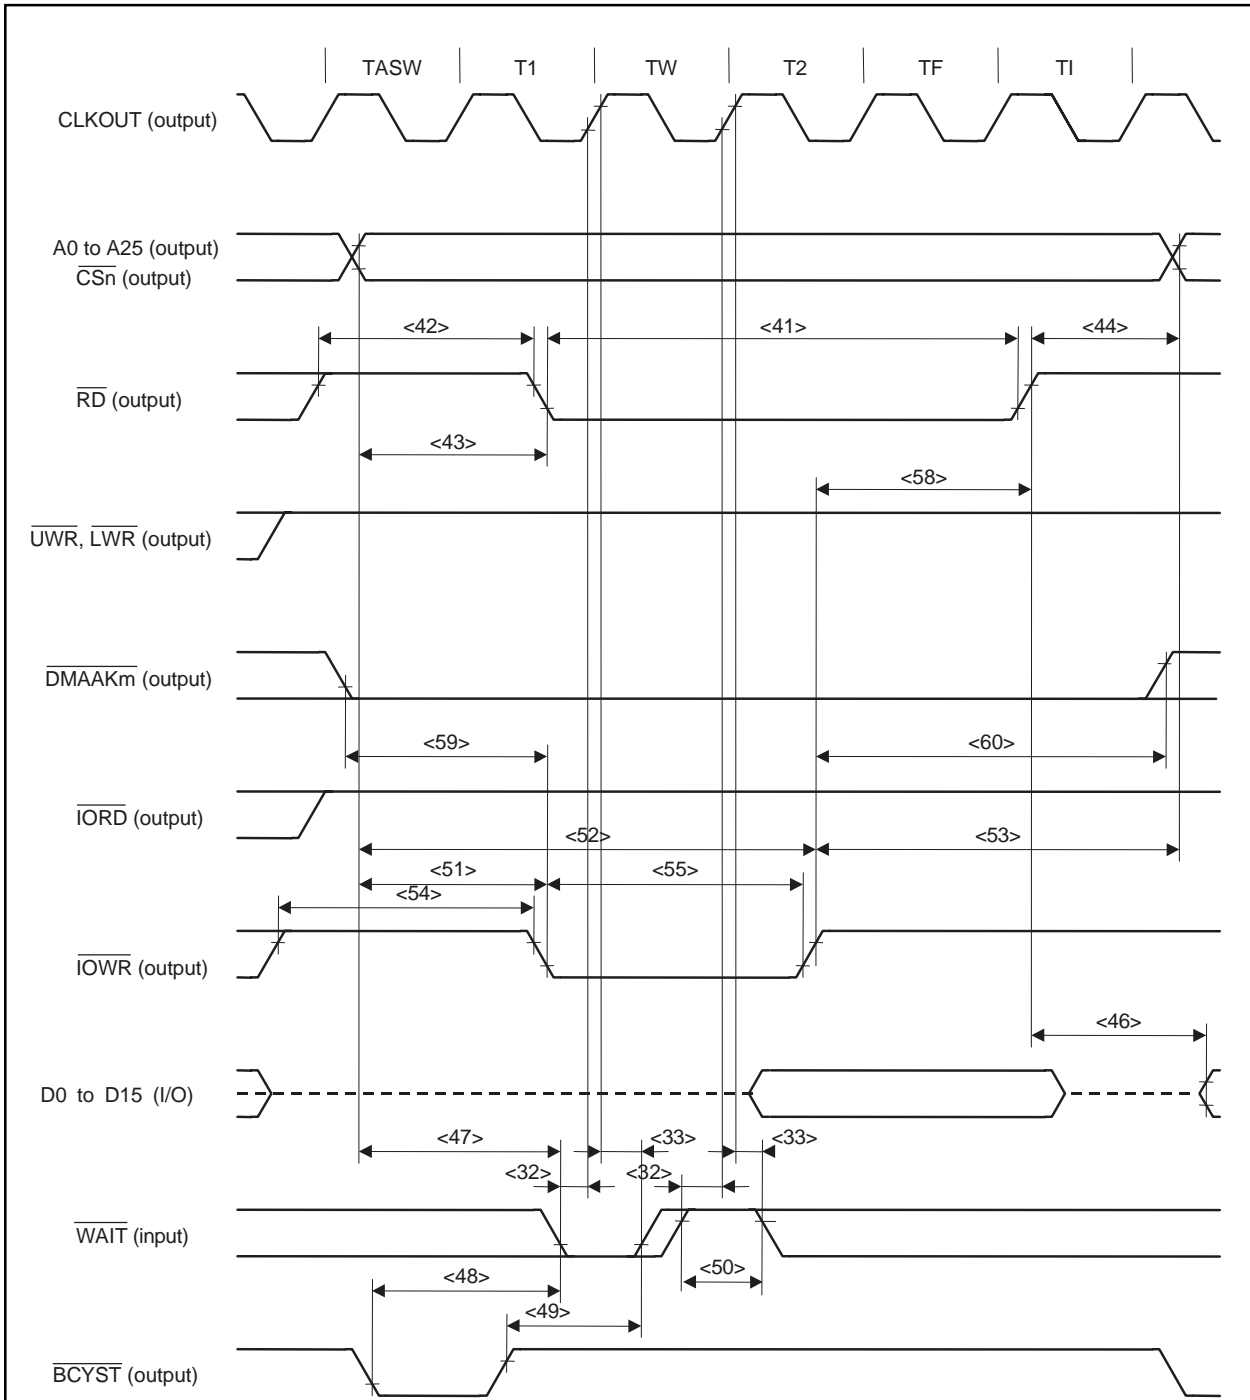 TASW T1 TW T2 TF TI
CLKOUT (output)
A0 to A25 (output)
CSn (output)
<42> <41> <44>
RD (output)
<43>
<58>
UWR, LWR (output)
DMAAKm (output)
<59> <60>
IORD (output)
<52> <53>
<51> <55>
<54>
IOWR (output)
<46>
D0 to D15 (I/O)
<47> <33> <33>
<32> <32>
WAIT (input)
<48> <50>
<49>
BCYST (output)